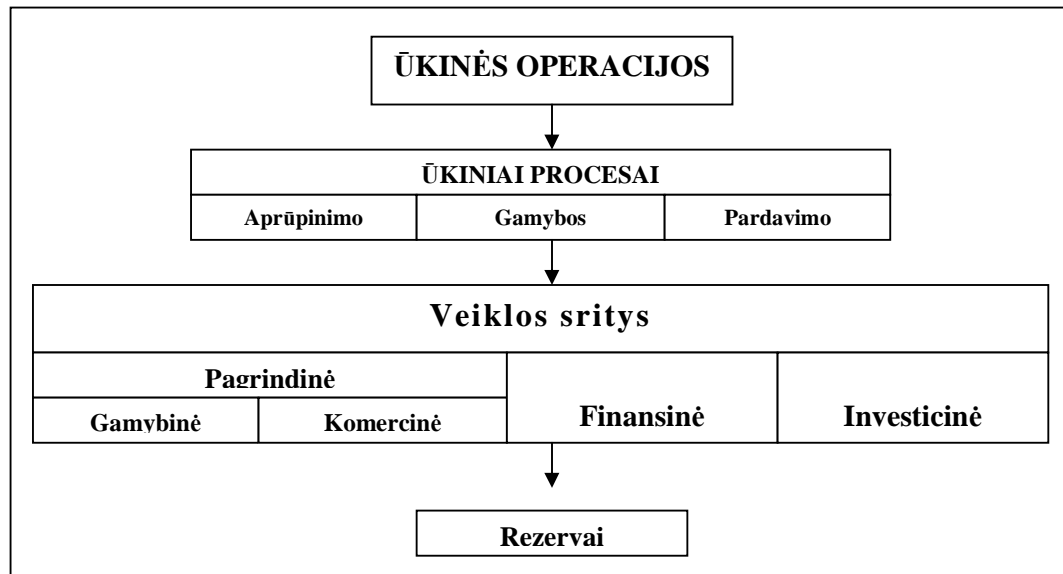 ŪKINĖS OPERACIJOS
ŪKINIAI PROCESAI
Aprūpinimo Gamybos Pardavimo
Veiklos sritys
Pagrindinė
Gamybinė Komercinė Finansinė Investicinė
Rezervai